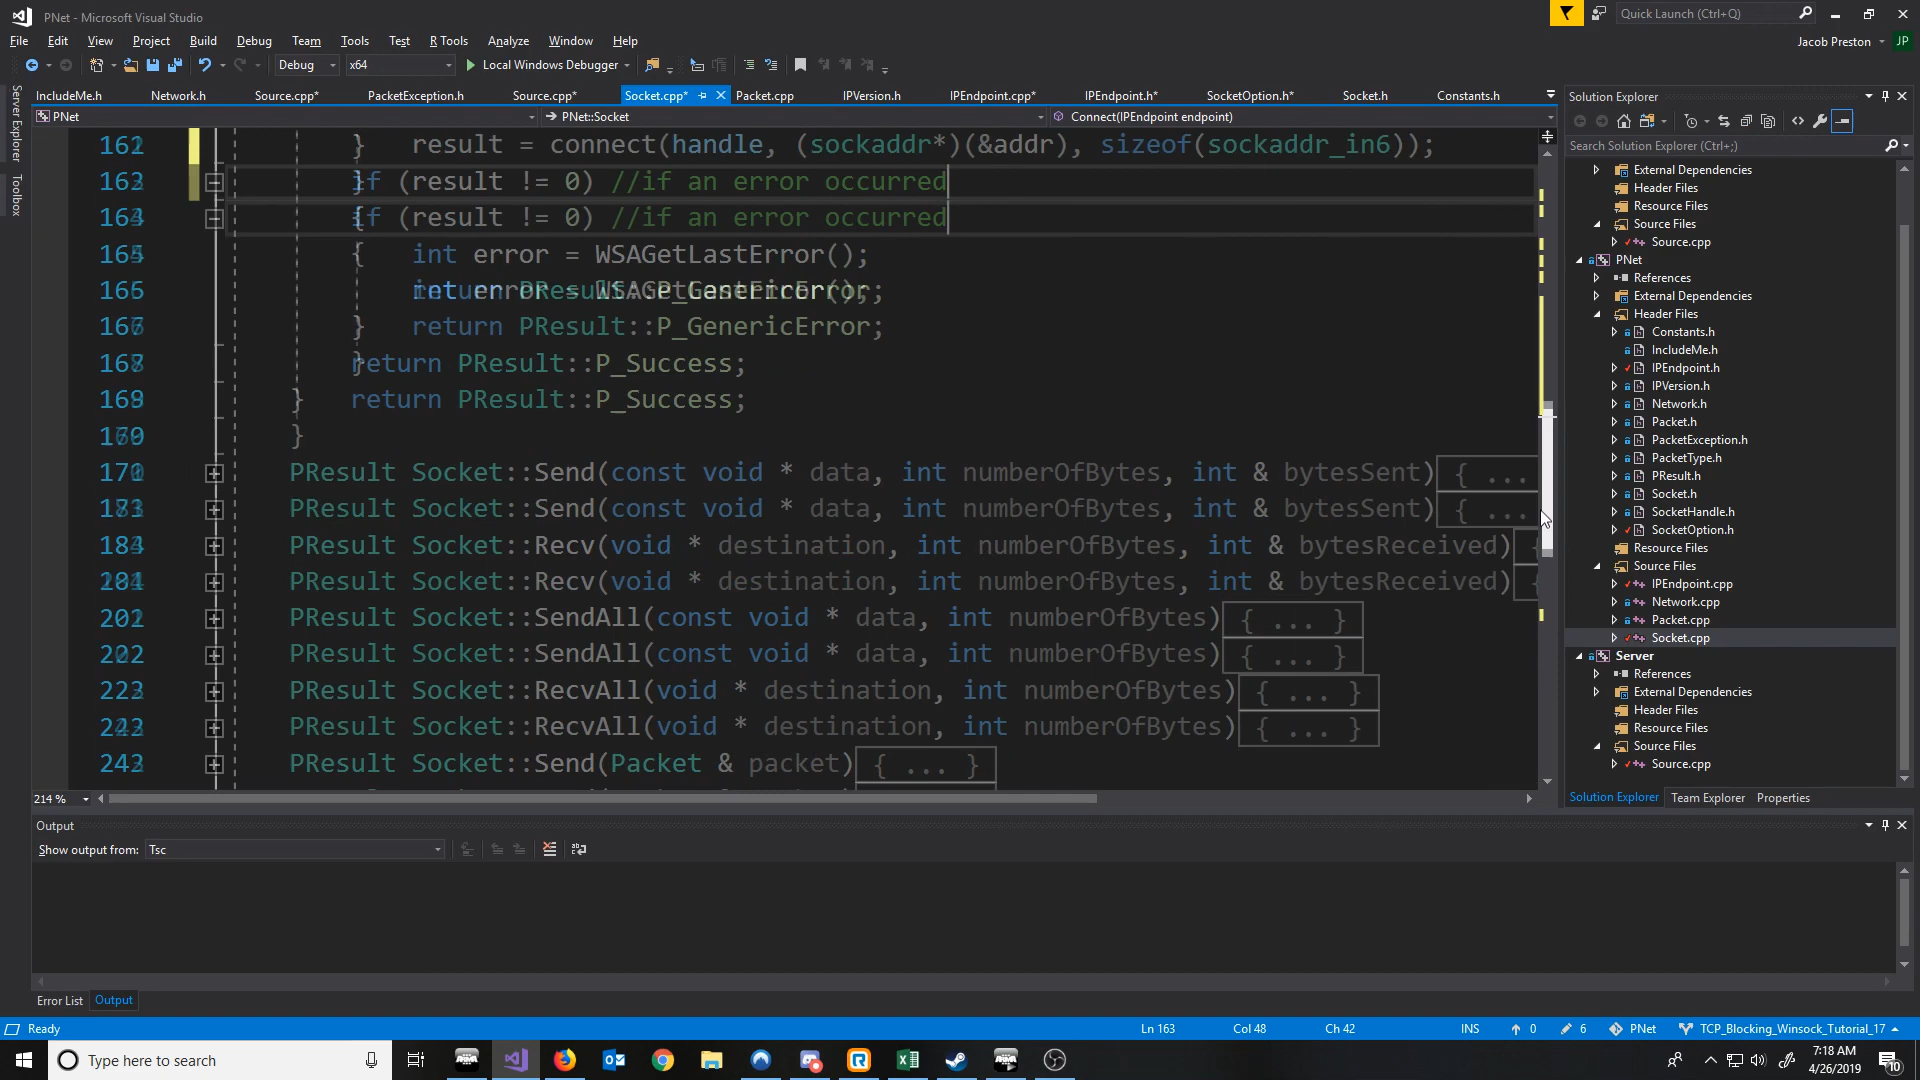 PNet - Microsoft Visual Studio
Quick Launch (Ctrl+Q)
File Edit View Project Build Debug Team Tools Test R Tools Analyze Window Help
Jacob Preston JP
Debug x64 Local Windows Debugger
Server Explorer
Toolbox
IncludeMe.h Network.h Source.cpp* PacketException.h Source.cpp* Socket.cpp* Packet.cpp IPVersion.h IPEndpoint.cpp* IPEndpoint.h* SocketOption.h* Socket.h Constants.h
PNet PNet::Socket Connect(IPEndpoint endpoint)
} result = connect(handle, (sockaddr*)(&addr), sizeof(sockaddr_in6));
if (result != 0) //if an error occurred
if (result != 0) //if an error occurred
{ int error = WSAGetLastError();
} return PResult::P_GenericError;
return PResult::P_Success;
} return PResult::P_Success;
}
PResult Socket::Send(const void * data, int numberOfBytes, int & bytesSent) { ...
PResult Socket::Send(const void * data, int numberOfBytes, int & bytesSent) { ...
PResult Socket::Recv(void * destination, int numberOfBytes, int & bytesReceived)
PResult Socket::Recv(void * destination, int numberOfBytes, int & bytesReceived)
202 PResult Socket::SendAll(const void * data, int numberOfBytes) { ... }
PResult Socket::SendAll(const void * data, int numberOfBytes) { ... }
PResult Socket::RecvAll(void * destination, int numberOfBytes) { ... }
PResult Socket::RecvAll(void * destination, int numberOfBytes) { ... }
PResult Socket::Send(Packet & packet) { ... }
214 %
Solution Explorer
Search Solution Explorer (Ctrl+;)
External Dependencies
Header Files
Resource Files
Source Files
Source.cpp
PNet
References
External Dependencies
Header Files
Constants.h
IncludeMe.h
IPEndpoint.h
IPVersion.h
Network.h
Packet.h
PacketException.h
PacketType.h
PResult.h
Socket.h
SocketHandle.h
SocketOption.h
Resource Files
Source Files
IPEndpoint.cpp
Network.cpp
Packet.cpp
Socket.cpp
Server
References
External Dependencies
Header Files
Resource Files
Source Files
Source.cpp
Solution Explorer Team Explorer Properties
Output
Show output from: Tsc
Error List Output
Ready Ln 163 Col 48 Ch 42 INS 0 6 PNet TCP_Blocking_Winsock_Tutorial_17
Type here to search
7:18 AM
4/26/2019
10